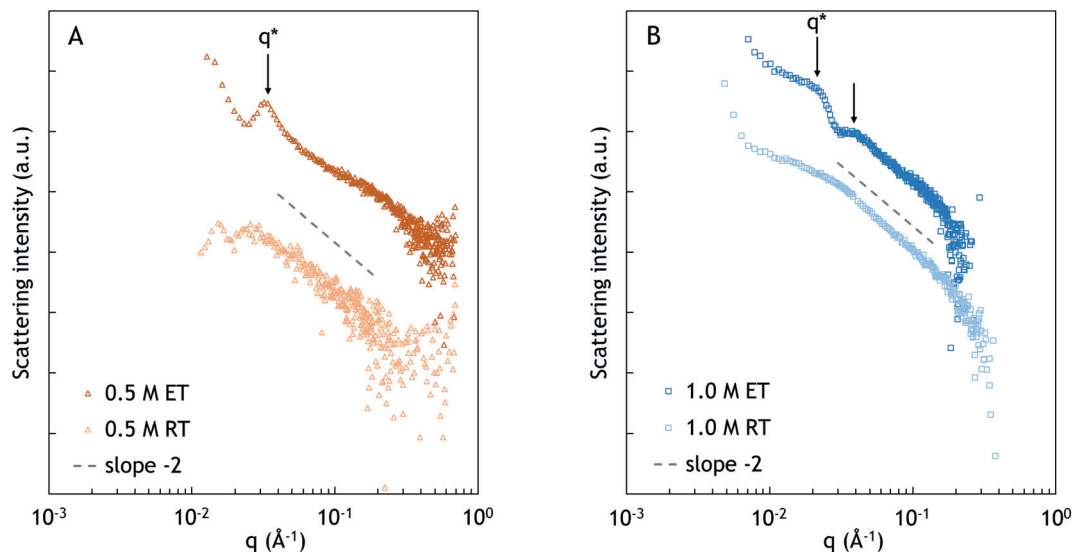 A
q*
Scattering intensity (a.u.)
0.5 M ET
0.5 M RT
slope -2
10⁻³
10⁻²
10⁻¹
10⁰
q (Å⁻¹)
B
q*
Scattering intensity (a.u.)
1.0 M ET
1.0 M RT
slope -2
10⁻³
10⁻²
10⁻¹
10⁰
q (Å⁻¹)